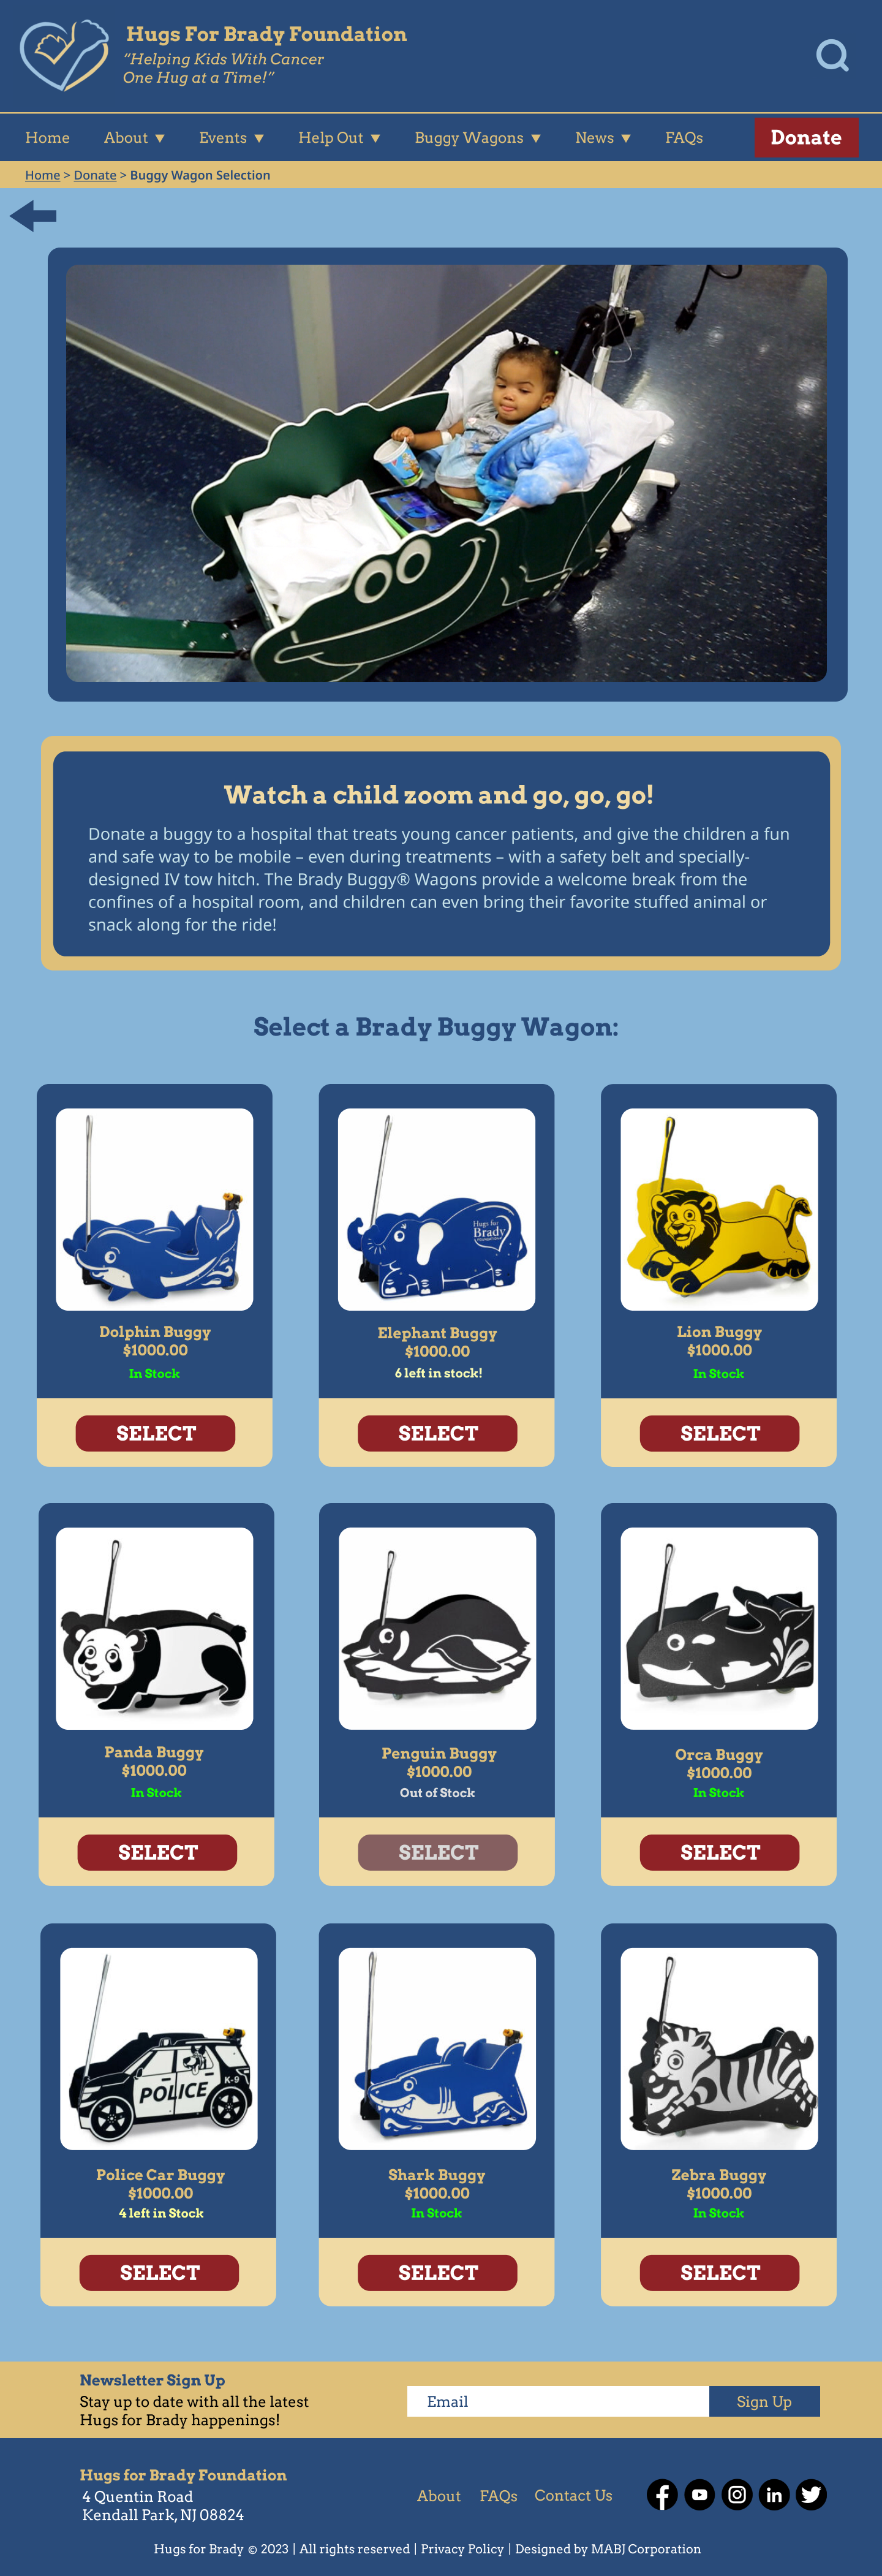 Hugs For Brady Foundation
“Helping Kids With Cancer
One Hug at a Time!”
Home About ▼ Events ▼ Help Out ▼ Buggy Wagons ▼ News ▼ FAQs Donate
Home > Donate > Buggy Wagon Selection
Watch a child zoom and go, go, go!
Donate a buggy to a hospital that treats young cancer patients, and give the children a fun
and safe way to be mobile – even during treatments – with a safety belt and specially-
designed IV tow hitch. The Brady Buggy® Wagons provide a welcome break from the
confines of a hospital room, and children can even bring their favorite stuffed animal or
snack along for the ride!
Select a Brady Buggy Wagon:
Dolphin Buggy
$1000.00
In Stock
SELECT
Hugs for
Brady
FOUNDATION
Elephant Buggy
$1000.00
6 left in stock!
SELECT
Lion Buggy
$1000.00
In Stock
SELECT
Panda Buggy
$1000.00
In Stock
SELECT
Penguin Buggy
$1000.00
Out of Stock
SELECT
Orca Buggy
$1000.00
In Stock
SELECT
K-9
POLICE
Police Car Buggy
$1000.00
4 left in Stock
SELECT
Shark Buggy
$1000.00
In Stock
SELECT
Zebra Buggy
$1000.00
In Stock
SELECT
Newsletter Sign Up
Stay up to date with all the latest
Hugs for Brady happenings!
Email Sign Up
Hugs for Brady Foundation
4 Quentin Road
Kendall Park, NJ 08824
About FAQs Contact Us
Hugs for Brady © 2023 | All rights reserved | Privacy Policy | Designed by MABJ Corporation